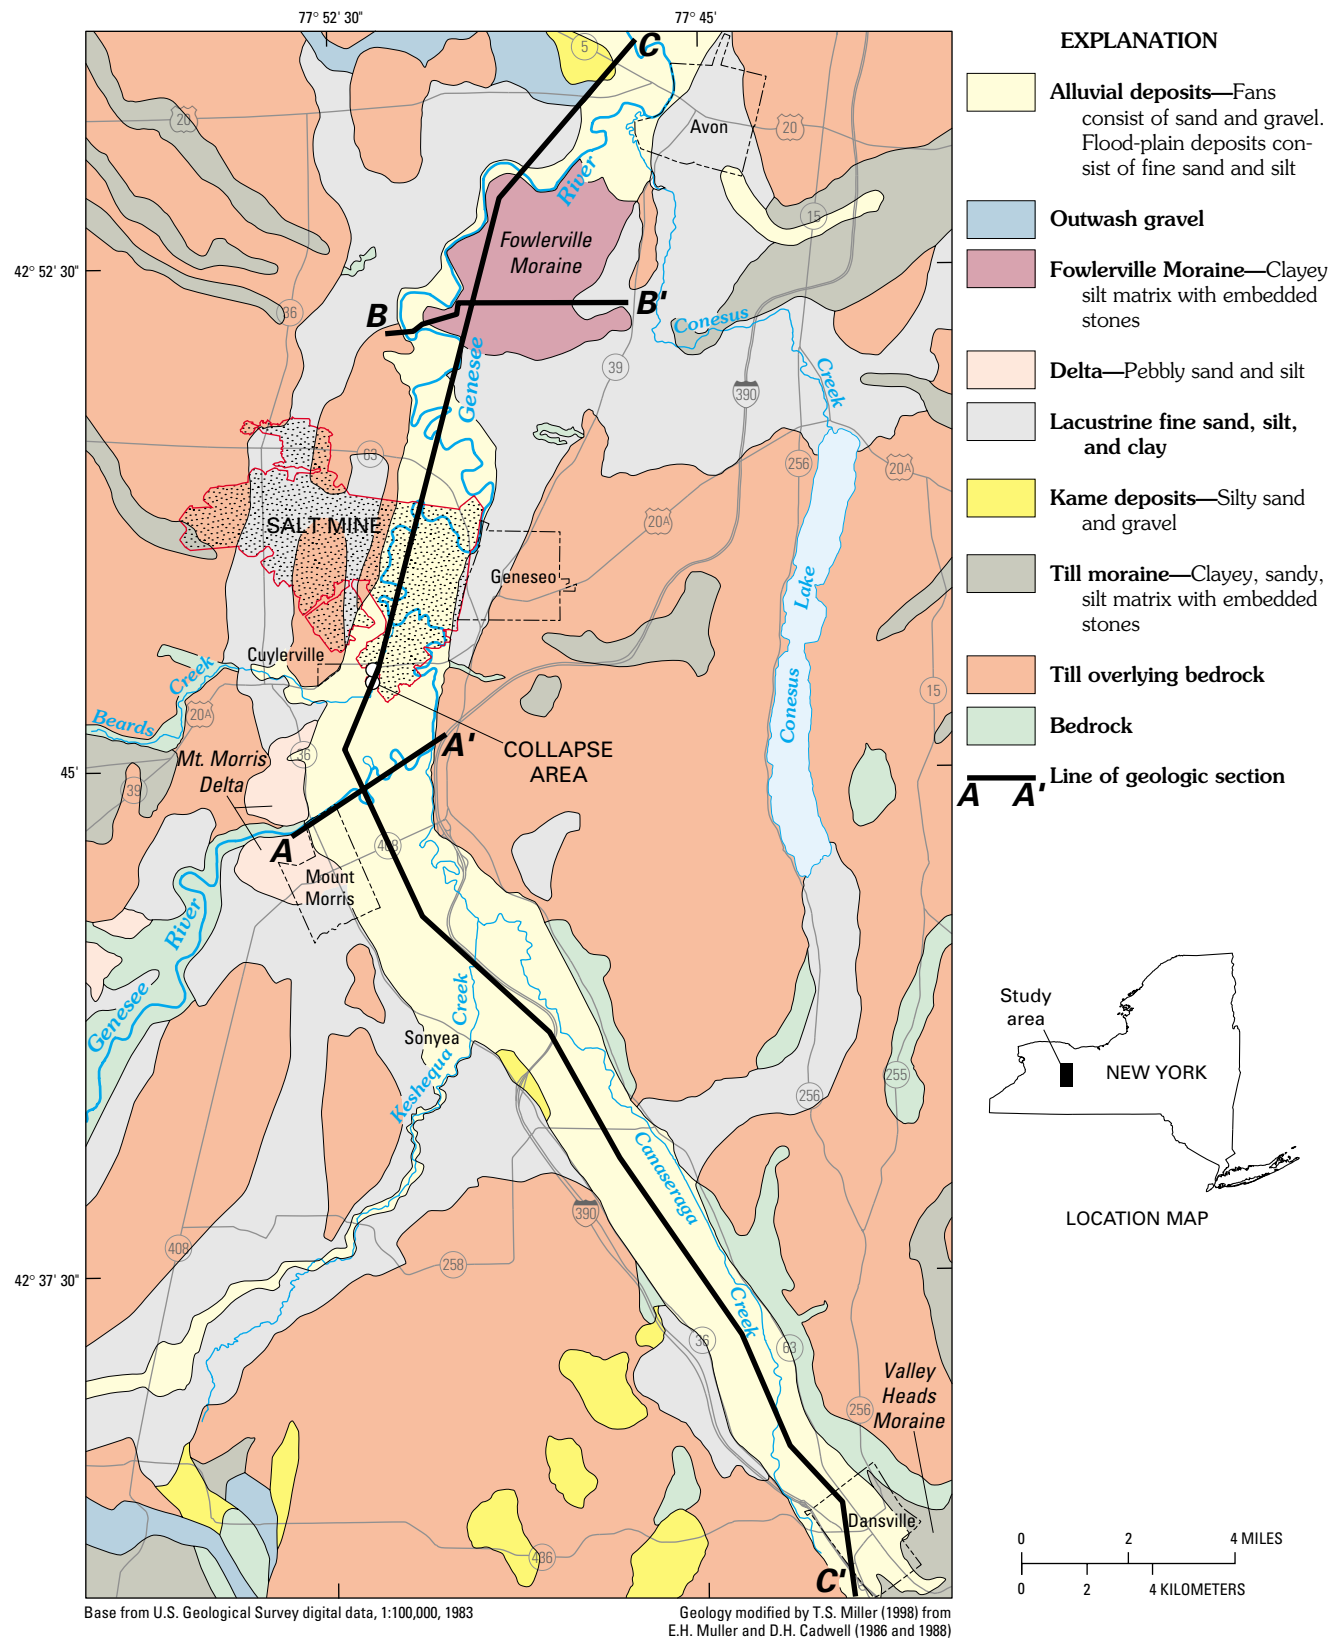 77° 52' 30"
77° 45'
5
C
20
Avon
20
River
15
Fowlerville
Moraine
42° 52' 30"
36
B
B'
Conesus
Genesee
39
390
Creek
63
256
20A
SALT MINE
20A
Geneseo
Lake
Cuylerville
Creek
Conesus
15
20A
Beards
A'
COLLAPSE
AREA
Mt. Morris
Delta
36
45'
39
A
408
Mount
Morris
River
Genesee
Creek
Sonyea
Keshequa
255
256
Canaseraga
390
408
258
42° 37' 30"
Creek
36
63
Valley
Heads
Moraine
256
Dansville
436
C'
Base from U.S. Geological Survey digital data, 1:100,000, 1983
Geology modified by T.S. Miller (1998) from
E.H. Muller and D.H. Cadwell (1986 and 1988)
EXPLANATION
Alluvial deposits—Fans
consist of sand and gravel.
Flood-plain deposits con-
sist of fine sand and silt
Outwash gravel
Fowlerville Moraine—Clayey
silt matrix with embedded
stones
Delta—Pebbly sand and silt
Lacustrine fine sand, silt,
and clay
Kame deposits—Silty sand
and gravel
Till moraine—Clayey, sandy,
silt matrix with embedded
stones
Till overlying bedrock
Bedrock
Line of geologic section
A A'
Study
area
NEW YORK
LOCATION MAP
0 2 4 MILES
0 2 4 KILOMETERS